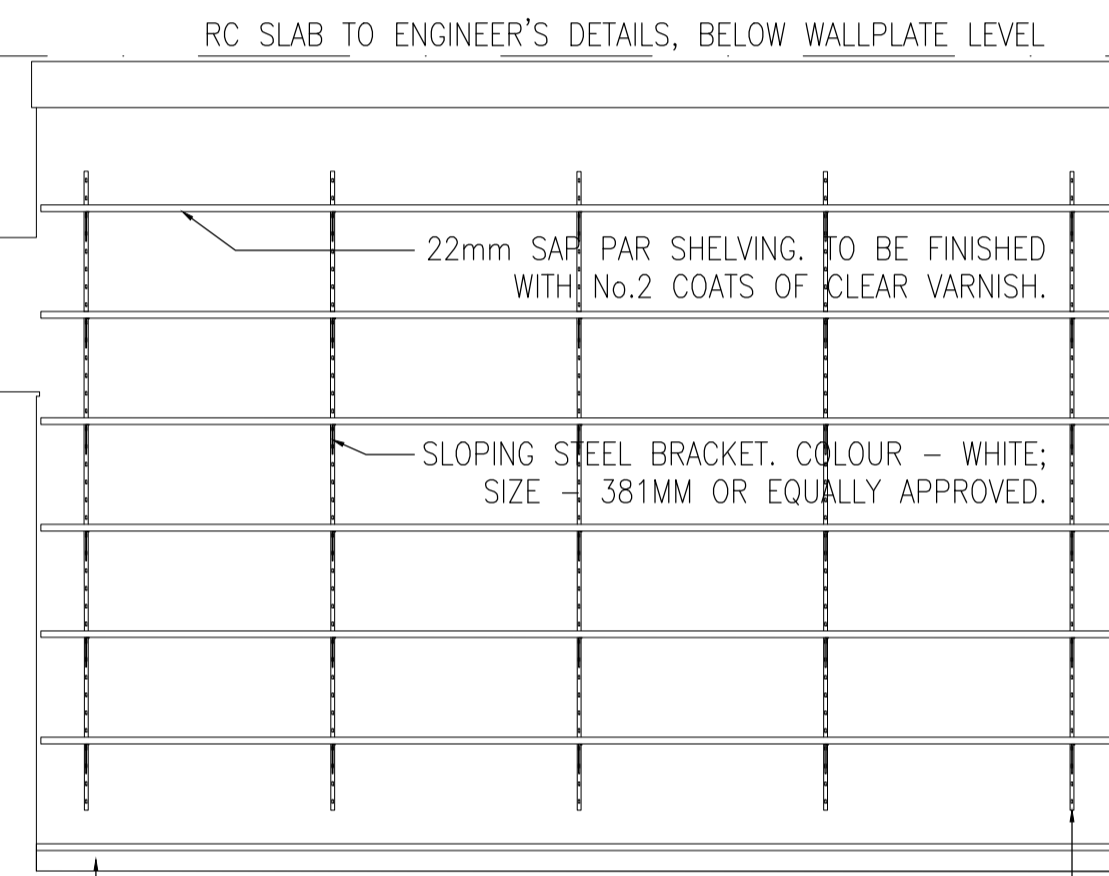 RC SLAB TO ENGINEER'S DETAILS, BELOW WALLPLATE LEVEL
22mm SAP PAR SHELVING. TO BE FINISHED
WITH No.2 COATS OF CLEAR VARNISH.
SLOPING STEEL BRACKET. COLOUR – WHITE;
SIZE – 381MM OR EQUALLY APPROVED.